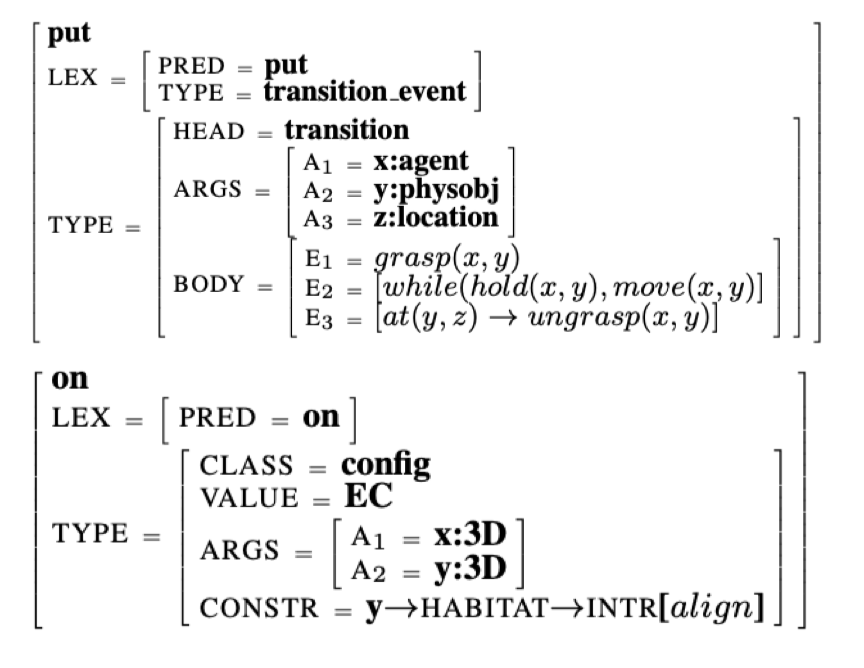 put
LEX = [ PRED = put
TYPE = transition_event ]
HEAD = transition
A1 = x:agent
ARGS = [ A2 = y:physobj
A3 = z:location ]
TYPE =
E1 = grasp(x, y)
BODY = [ E2 = [while(hold(x, y), move(x, y)]
E3 = [at(y, z) → ungrasp(x, y)] ]
on
LEX = [ PRED = on ]
CLASS = config
VALUE = EC
TYPE =
ARGS = [ A1 = x:3D
A2 = y:3D ]
CONSTR = y→HABITAT→INTR[align]